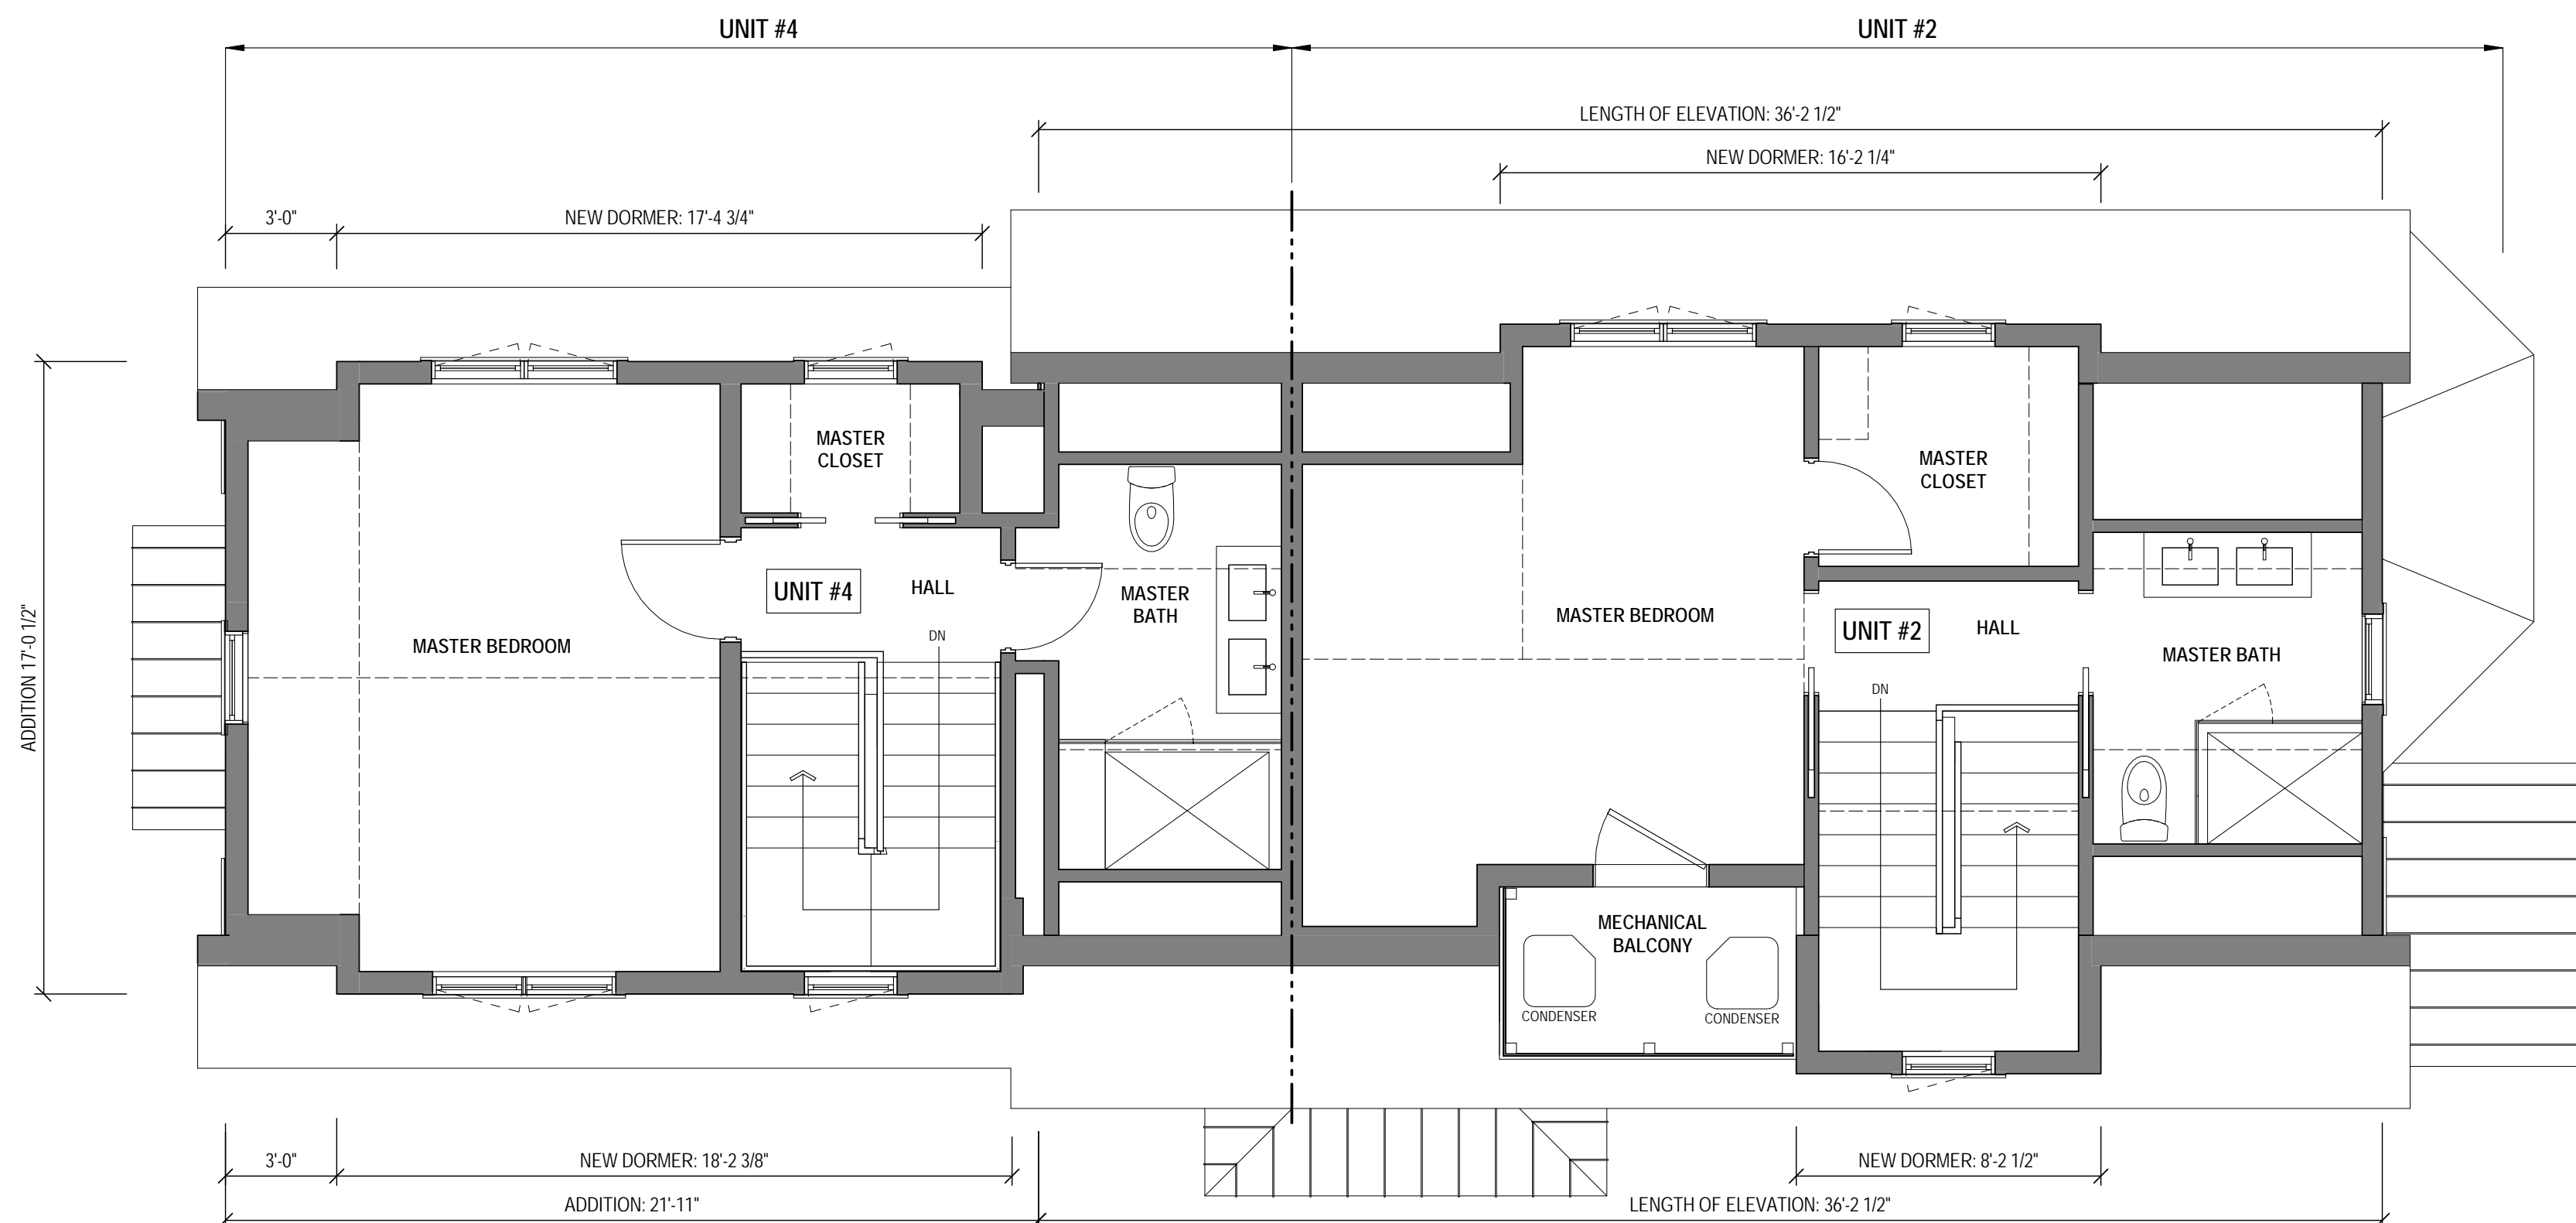 UNIT #4
UNIT #2
LENGTH OF ELEVATION: 36'-2 1/2"
NEW DORMER: 16'-2 1/4"
3'-0"
NEW DORMER: 17'-4 3/4"
MASTER
CLOSET
MASTER
CLOSET
UNIT #4
HALL
MASTER
BATH
MASTER BEDROOM
MASTER BEDROOM
UNIT #2
HALL
MASTER BATH
DN
DN
ADDITION 17'-0 1/2"
MECHANICAL
BALCONY
CONDENSER
CONDENSER
3'-0"
NEW DORMER: 18'-2 3/8"
NEW DORMER: 8'-2 1/2"
ADDITION: 21'-11"
LENGTH OF ELEVATION: 36'-2 1/2"